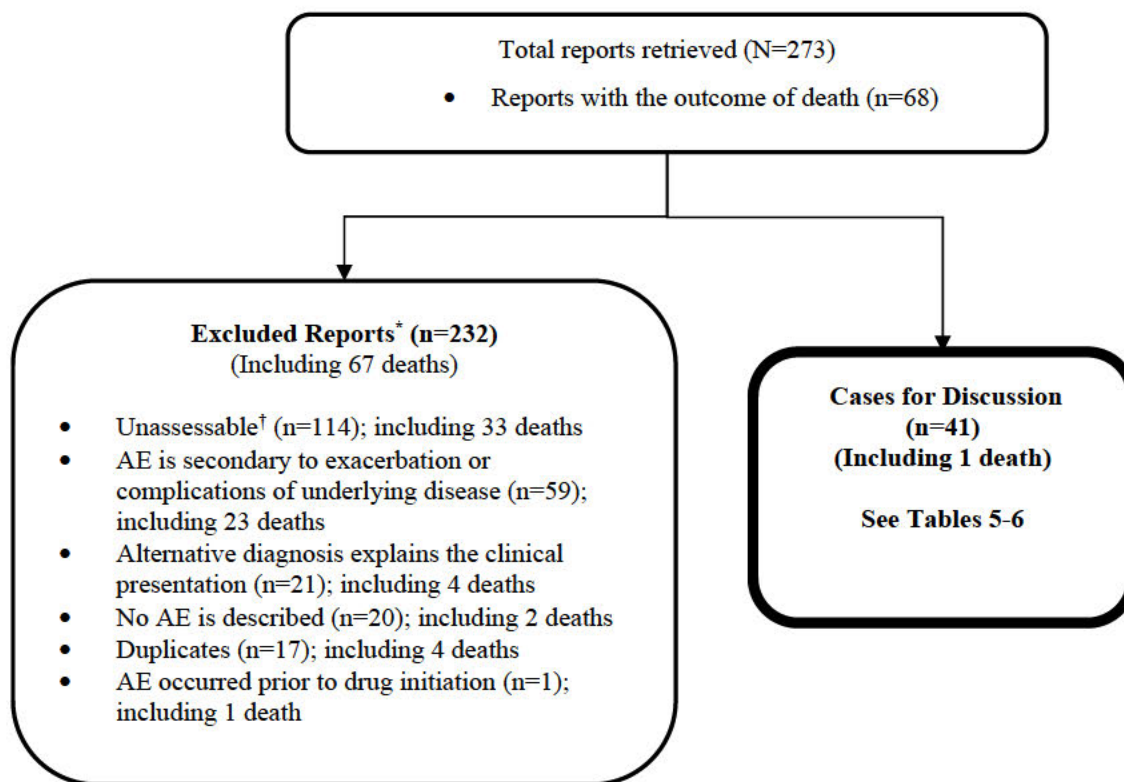 Total reports retrieved (N=273)
• Reports with the outcome of death (n=68)
Excluded Reports* (n=232)
(Including 67 deaths)
• Unassessable† (n=114); including 33 deaths
• AE is secondary to exacerbation or
complications of underlying disease (n=59);
including 23 deaths
• Alternative diagnosis explains the clinical
presentation (n=21); including 4 deaths
• No AE is described (n=20); including 2 deaths
• Duplicates (n=17); including 4 deaths
• AE occurred prior to drug initiation (n=1);
including 1 death
Cases for Discussion
(n=41)
(Including 1 death)
See Tables 5-6